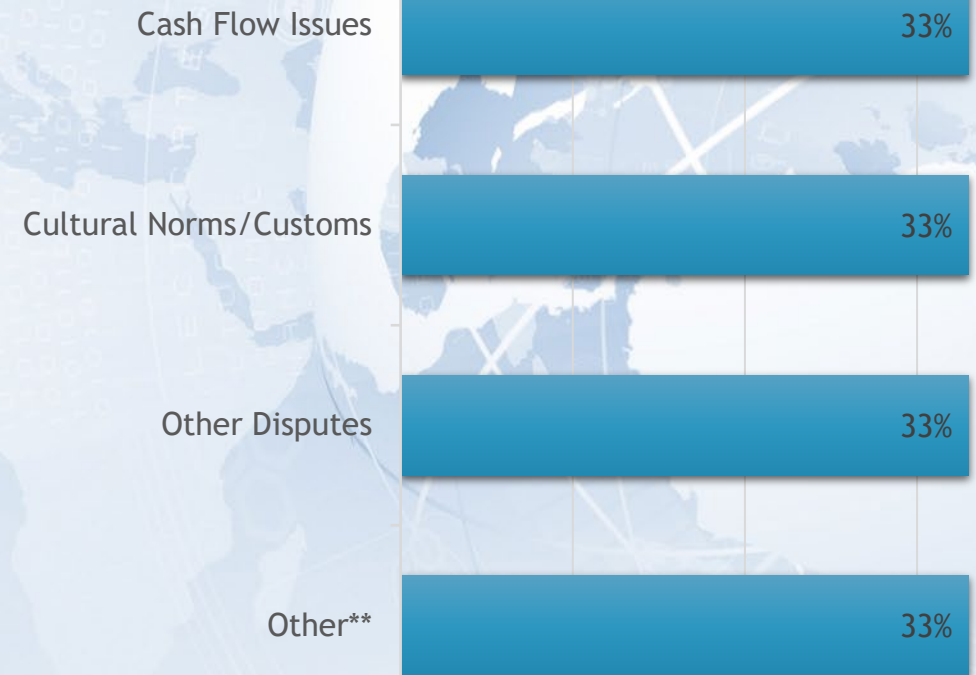 Cash Flow Issues 33%
Cultural Norms/Customs 33%
Other Disputes 33%
Other** 33%